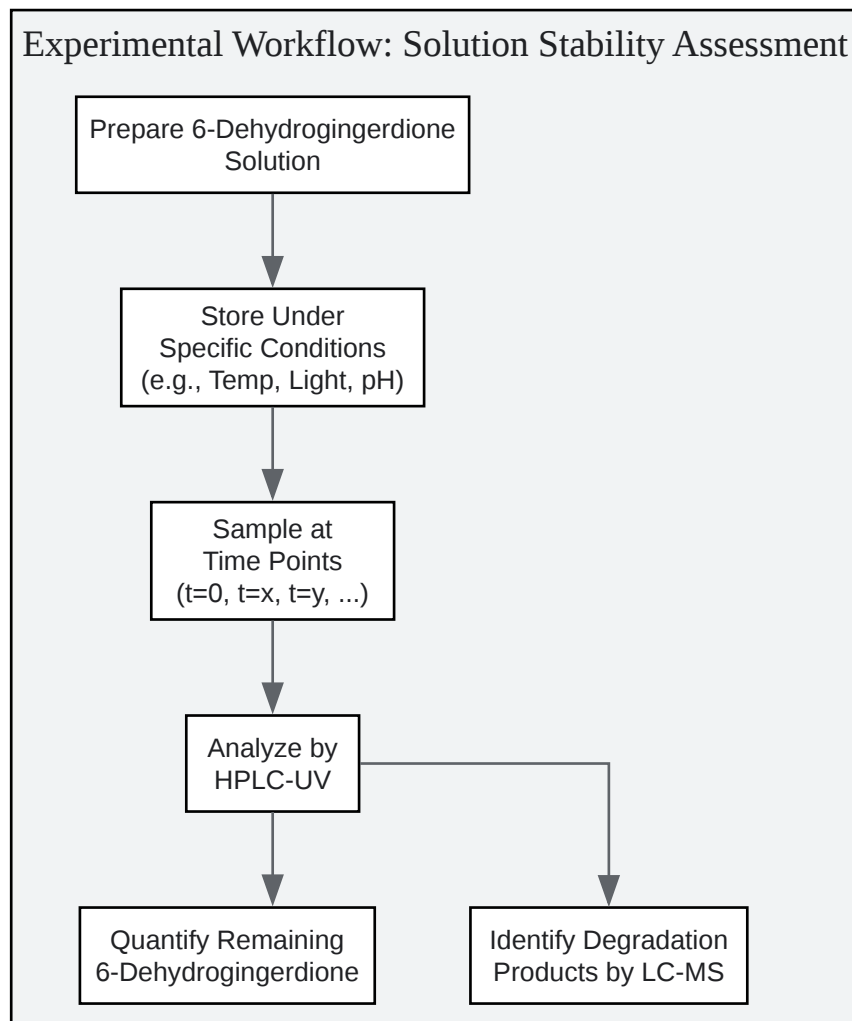 Experimental Workflow: Solution Stability Assessment
Prepare 6-Dehydrogingerdione
Solution
Store Under
Specific Conditions
(e.g., Temp, Light, pH)
Sample at
Time Points
(t=0, t=x, t=y, ...)
Analyze by
HPLC-UV
Quantify Remaining
6-Dehydrogingerdione
Identify Degradation
Products by LC-MS